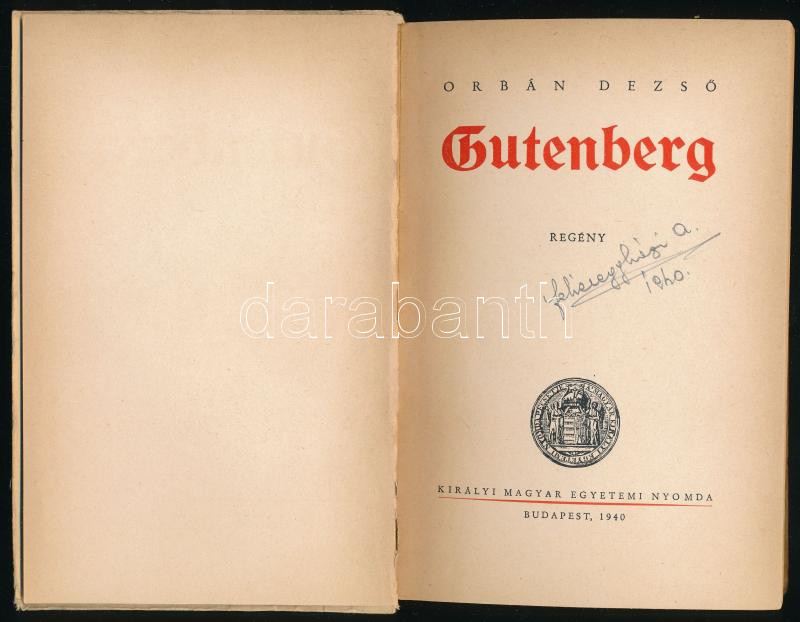 ORBÁN DEZSŐ
Gutenberg
REGÉNY
A.
1940.
darabanth
KIRÁLYI MAGYAR EGYETEMI NYOMDA
BUDAPEST, 1940